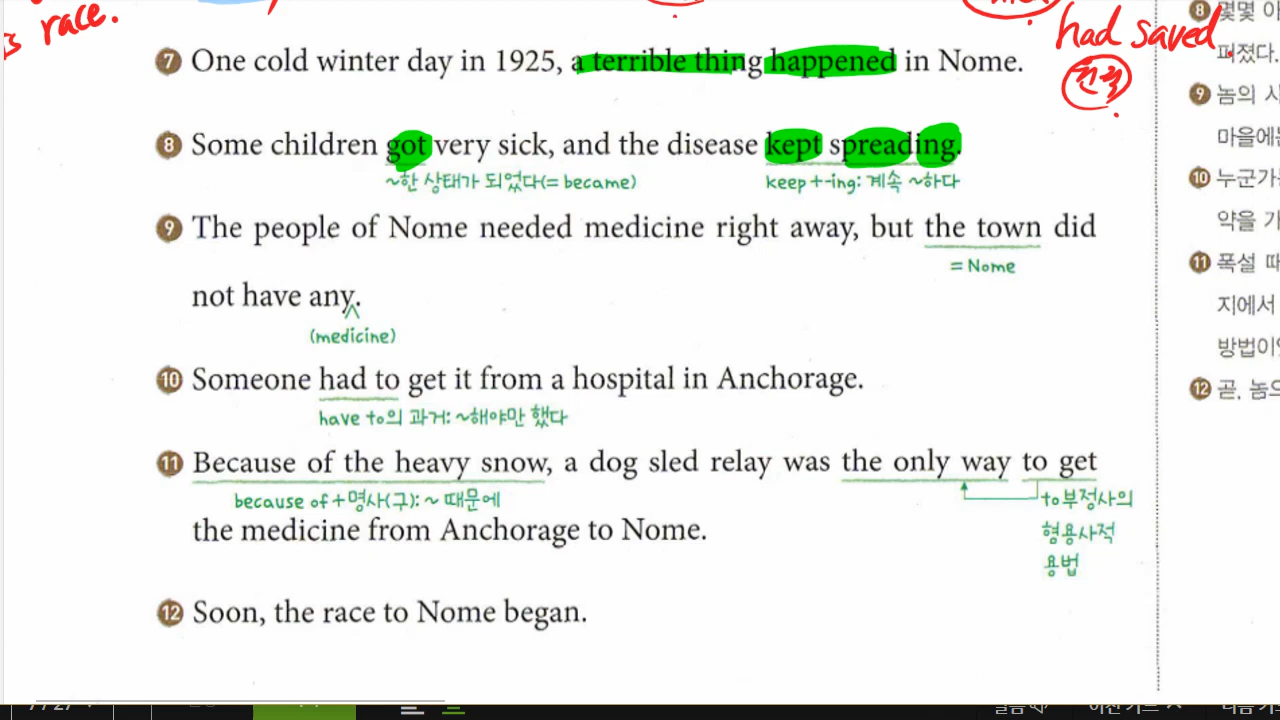 s race.
had saved
전출
⑦ One cold winter day in 1925, a terrible thing happened in Nome.
⑧ Some children got very sick, and the disease kept spreading.
~한 상태가 되었다(= became)
keep+-ing: 계속 ~하다
⑨ The people of Nome needed medicine right away, but the town did
= Nome
not have any.
(medicine)
⑩ Someone had to get it from a hospital in Anchorage.
have to의 과거: ~해야만 했다
⑪ Because of the heavy snow, a dog sled relay was the only way to get
because of+명사(구): ~ 때문에
to부정사의
the medicine from Anchorage to Nome.
형용사적
용법
⑫ Soon, the race to Nome began.
⑧ 몇몇
퍼졌다.
⑨ 놈의
마을에는
⑩ 누군가
약을
⑪ 폭설 때
지에서
방법이
⑫ 곧, 놈으